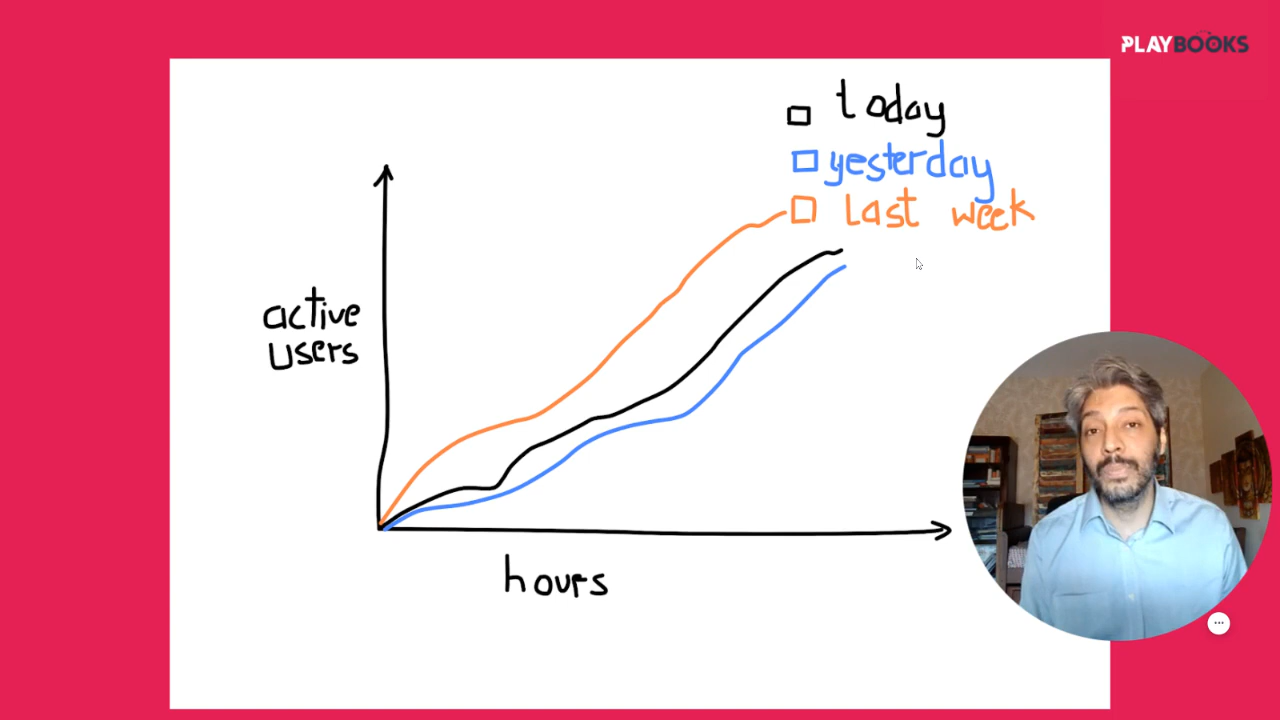 PLAYBOOKS
today
yesterday
last week
active
users
hours